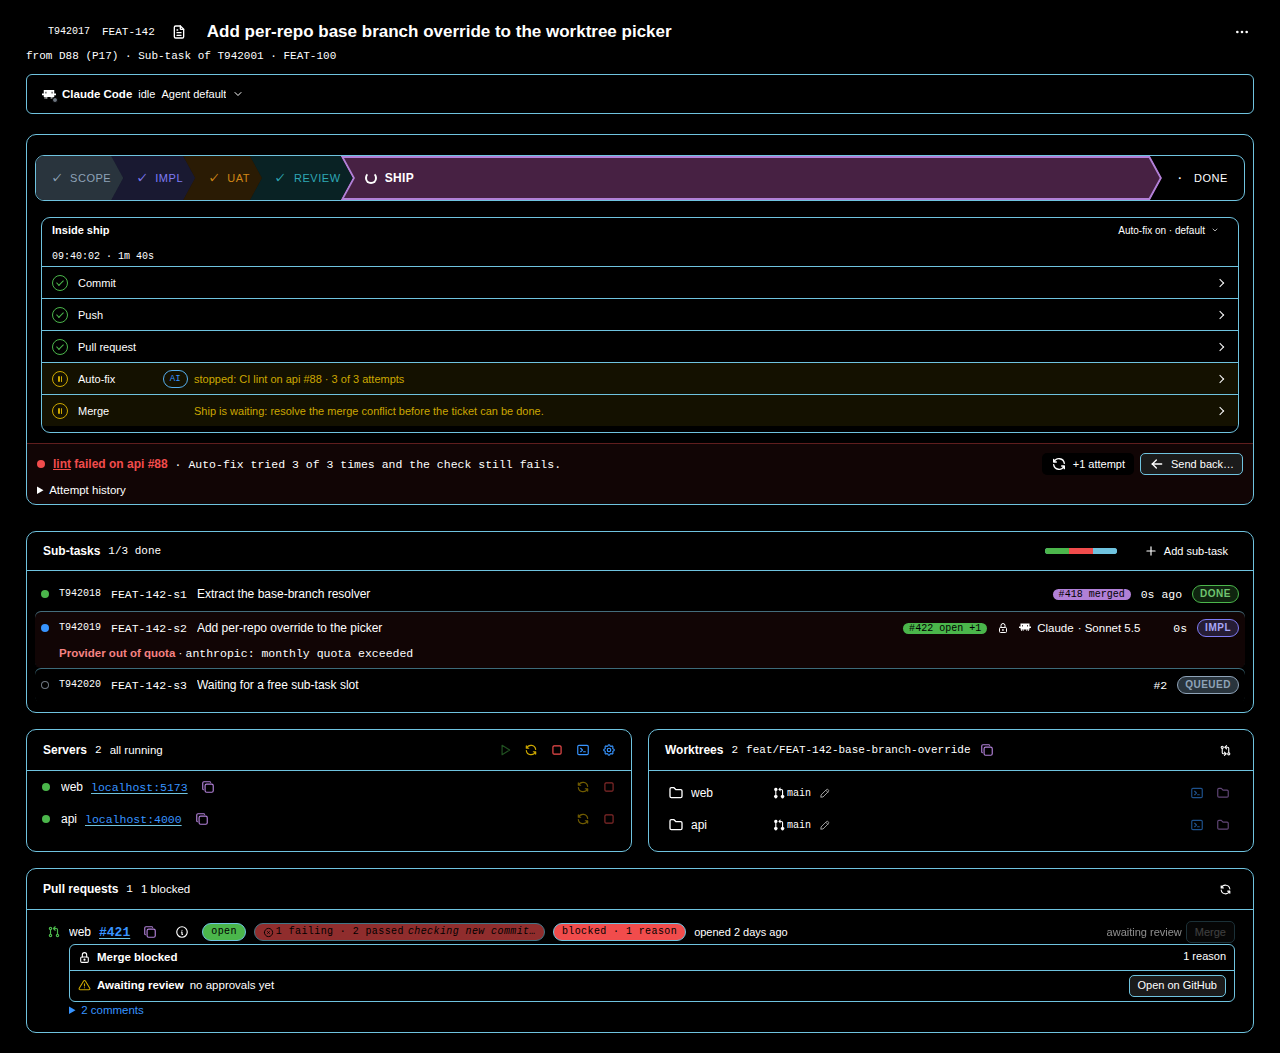 T942017 FEAT-142 Add per-repo base branch override to the worktree picker
from D88 (P17) · Sub-task of T942001 · FEAT-100
Claude Code idle Agent default
SCOPE IMPL UAT REVIEW SHIP · DONE
Inside ship Auto-fix on · default
09:40:02 · 1m 40s
Commit
Push
Pull request
Auto-fix AI stopped: CI lint on api #88 · 3 of 3 attempts
Merge Ship is waiting: resolve the merge conflict before the ticket can be done.
lint failed on api #88 · Auto-fix tried 3 of 3 times and the check still fails. +1 attempt Send back…
Attempt history
Sub-tasks 1/3 done Add sub-task
T942018 FEAT-142-s1 Extract the base-branch resolver #418 merged 0s ago DONE
T942019 FEAT-142-s2 Add per-repo override to the picker #422 open +1 Claude · Sonnet 5.5 0s IMPL
Provider out of quota · anthropic: monthly quota exceeded
T942020 FEAT-142-s3 Waiting for a free sub-task slot #2 QUEUED
Servers 2 all running
web localhost:5173
api localhost:4000
Worktrees 2 feat/FEAT-142-base-branch-override
web main
api main
Pull requests 1 1 blocked
web #421 open 1 failing · 2 passed checking new commit… blocked · 1 reason opened 2 days ago awaiting review Merge
Merge blocked 1 reason
Awaiting review no approvals yet Open on GitHub
2 comments